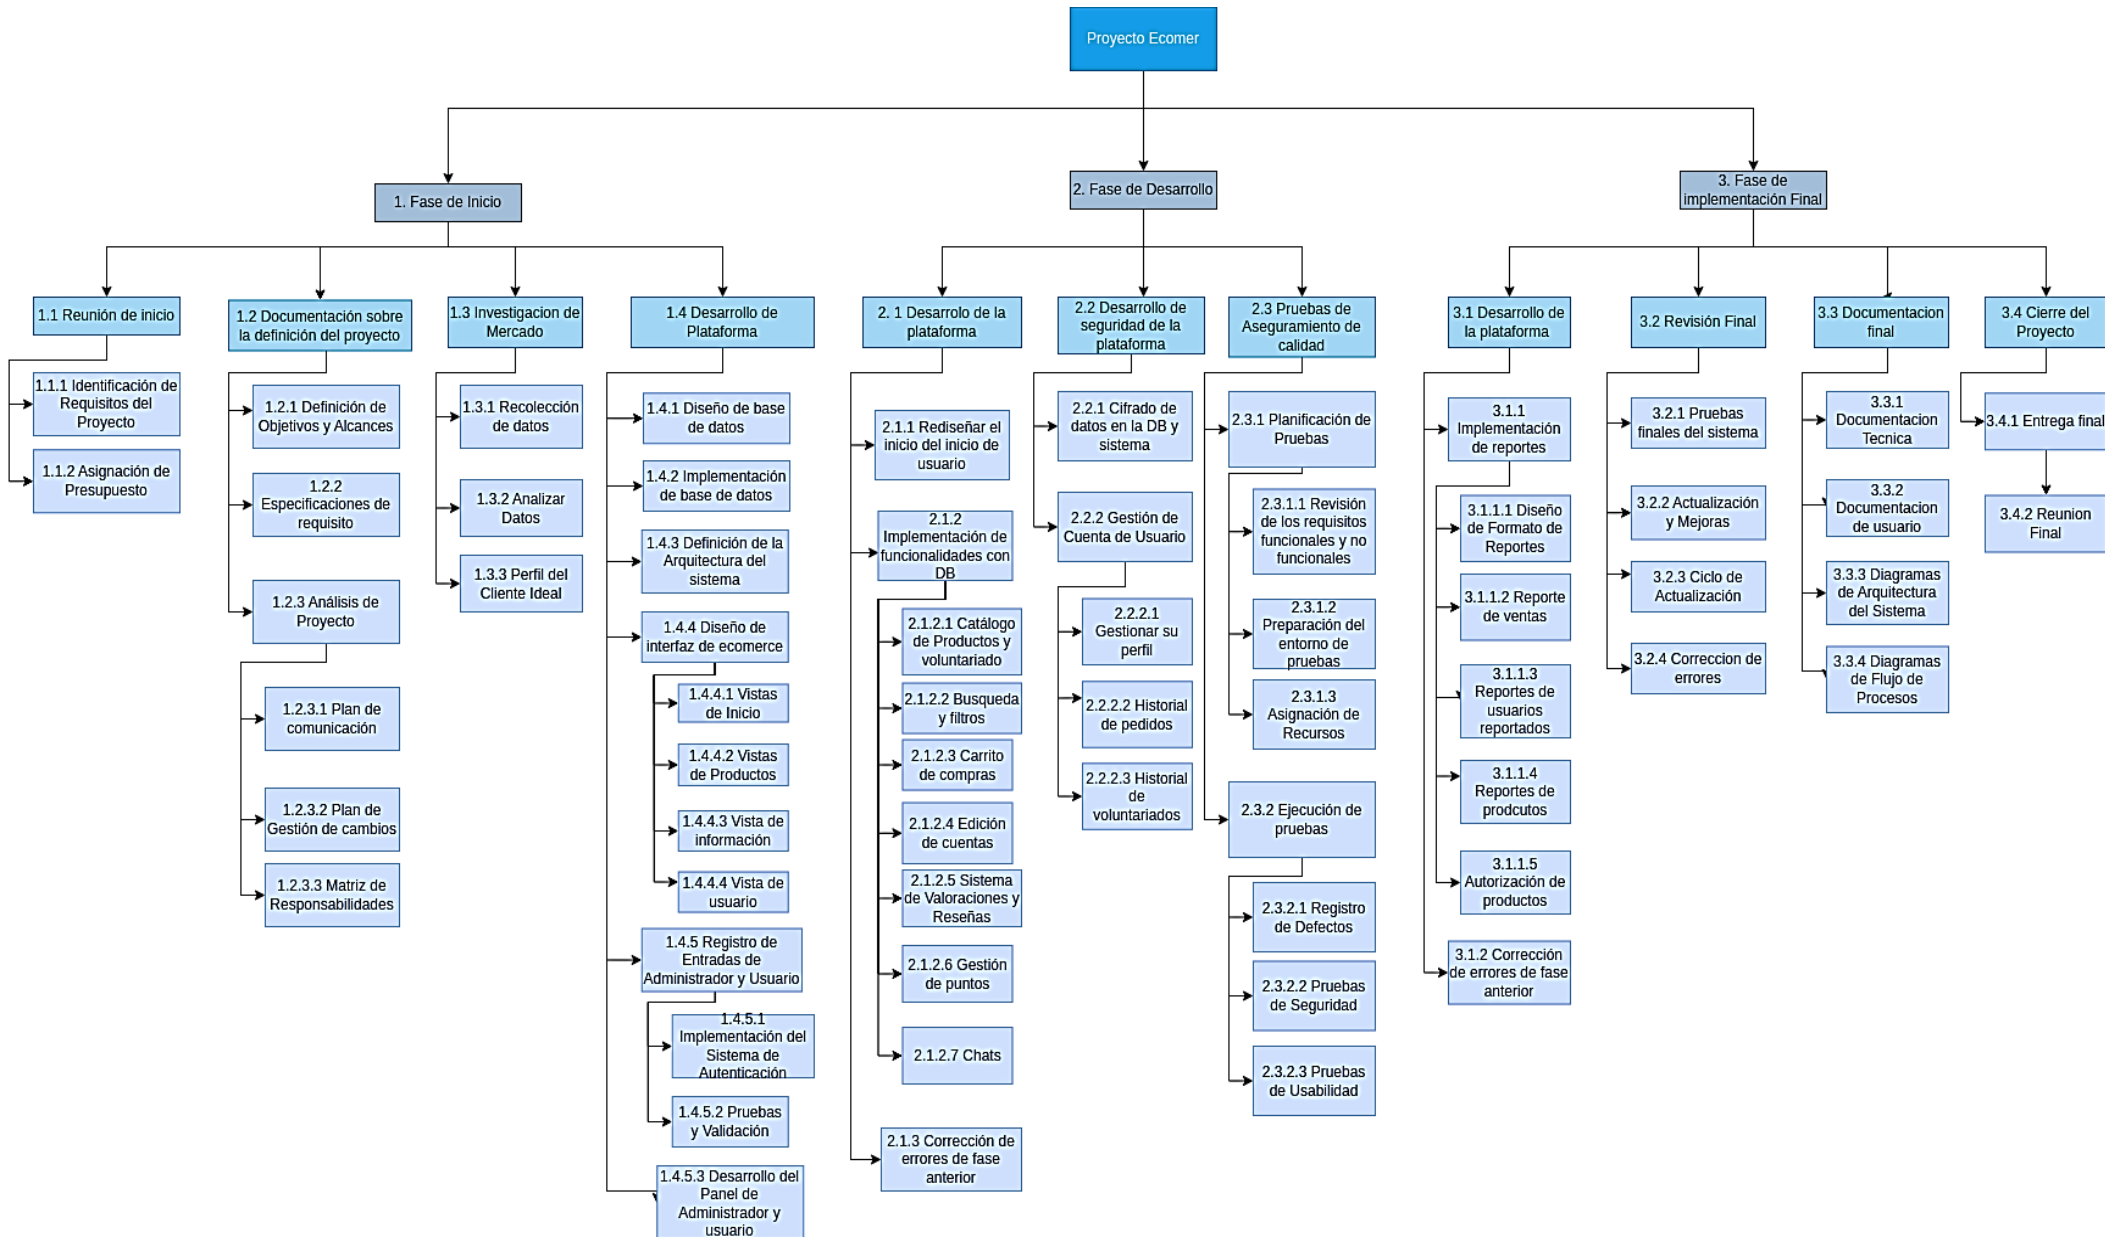 Proyecto Ecomer
1. Fase de Inicio
2. Fase de Desarrollo
3. Fase de
implementación Final
1.1 Reunión de inicio
1.2 Documentación sobre
la definición del proyecto
1.3 Investigacion de
Mercado
1.4 Desarrollo de
Plataforma
2. 1 Desarrolo de la
plataforma
2.2 Desarrollo de
seguridad de la
plataforma
2.3 Pruebas de
Aseguramiento de
calidad
3.1 Desarrollo de
la plataforma
3.2 Revisión Final
3.3 Documentacion
final
3.4 Cierre del
Proyecto
1.1.1 Identificación de
Requisitos del
Proyecto
1.1.2 Asignación de
Presupuesto
1.2.1 Definición de
Objetivos y Alcances
1.2.2
Especificaciones de
requisito
1.2.3 Análisis de
Proyecto
1.2.3.1 Plan de
comunicación
1.2.3.2 Plan de
Gestión de cambios
1.2.3.3 Matriz de
Responsabilidades
1.3.1 Recolección
de datos
1.3.2 Analizar
Datos
1.3.3 Perfil del
Cliente Ideal
1.4.1 Diseño de base
de datos
1.4.2 Implementación
de base de datos
1.4.3 Definición de la
Arquitectura del
sistema
1.4.4 Diseño de
interfaz de ecomerce
1.4.4.1 Vistas
de Inicio
1.4.4.2 Vistas
de Productos
1.4.4.3 Vista de
información
1.4.4.4 Vista de
usuario
1.4.5 Registro de
Entradas de
Administrador y Usuario
1.4.5.1
Implementación del
Sistema de
Autenticación
1.4.5.2 Pruebas
y Validación
1.4.5.3 Desarrollo del
Panel de
Administrador y
usuario
2.1.1 Rediseñar el
inicio del inicio de
usuario
2.1.2
Implementación de
funcionalidades con
DB
2.1.2.1 Catálogo
de Productos y
voluntariado
2.1.2.2 Busqueda
y filtros
2.1.2.3 Carrito
de compras
2.1.2.4 Edición
de cuentas
2.1.2.5 Sistema
de Valoraciones y
Reseñas
2.1.2.6 Gestión
de puntos
2.1.2.7 Chats
2.1.3 Corrección de
errores de fase
anterior
2.2.1 Cifrado de
datos en la DB y
sistema
2.2.2 Gestión de
Cuenta de Usuario
2.2.2.1
Gestionar su
perfil
2.2.2.2 Historial
de pedidos
2.2.2.3 Historial
de
voluntariados
2.3.1 Planificación de
Pruebas
2.3.1.1 Revisión
de los requisitos
funcionales y no
funcionales
2.3.1.2
Preparación del
entorno de
pruebas
2.3.1.3
Asignación de
Recursos
2.3.2 Ejecución de
pruebas
2.3.2.1 Registro
de Defectos
2.3.2.2 Pruebas
de Seguridad
2.3.2.3 Pruebas
de Usabilidad
3.1.1
Implementación
de reportes
3.1.1.1 Diseño
de Formato de
Reportes
3.1.1.2 Reporte
de ventas
3.1.1.3
Reportes de
usuarios
reportados
3.1.1.4
Reportes de
prodcutos
3.1.1.5
Autorización de
productos
3.1.2 Corrección
de errores de fase
anterior
3.2.1 Pruebas
finales del sistema
3.2.2 Actualización
y Mejoras
3.2.3 Ciclo de
Actualización
3.2.4 Correccion de
errores
3.3.1
Documentacion
Tecnica
3.3.2
Documentacion
de usuario
3.3.3 Diagramas
de Arquitectura
del Sistema
3.3.4 Diagramas
de Flujo de
Procesos
3.4.1 Entrega final
3.4.2 Reunion
Final